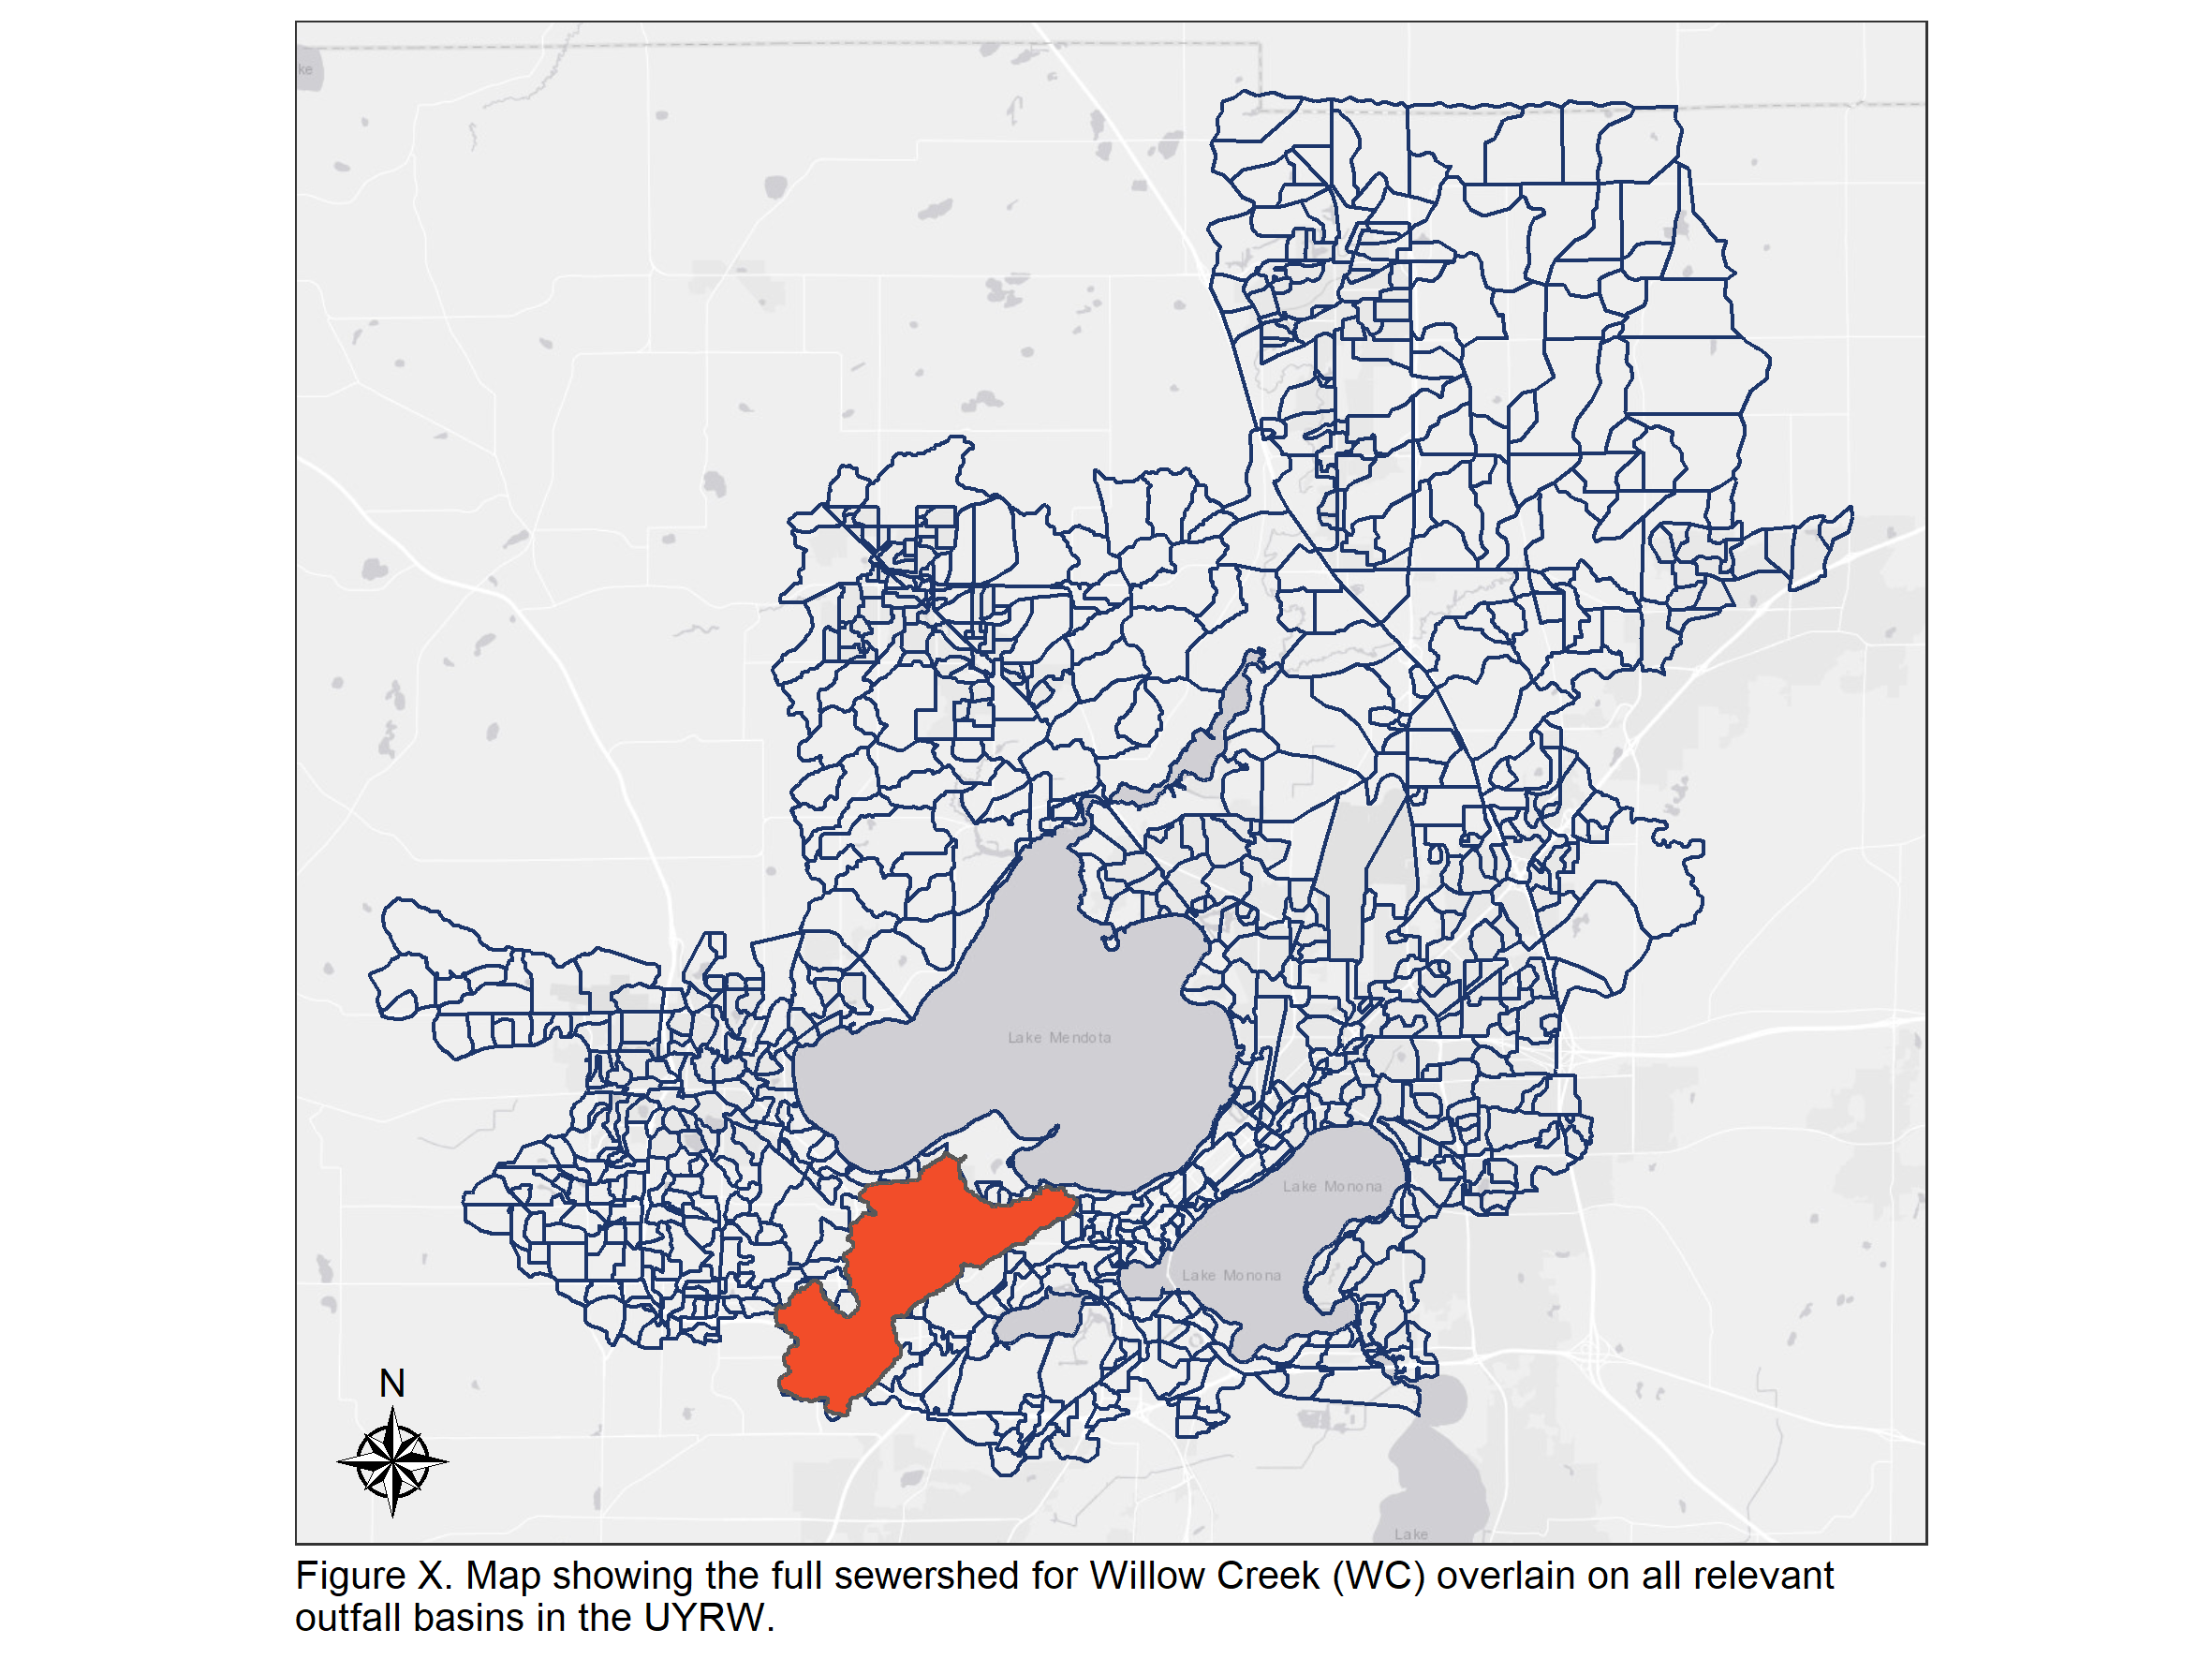 ke
Lake Mendota
Lake Monona
Lake Monona
N
Lake
Figure X. Map showing the full sewershed for Willow Creek (WC) overlain on all relevant
outfall basins in the UYRW.